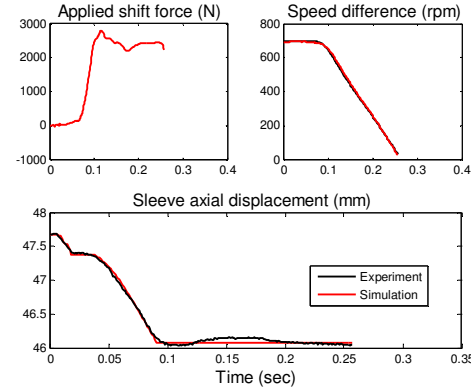 Applied shift force (N)
3000
2000
1000
0
-1000
0 0.1 0.2 0.3 0.4
Speed difference (rpm)
800
600
400
200
0
0 0.1 0.2 0.3 0.4
Sleeve axial displacement (mm)
48
47.5
47
46.5
46
0 0.05 0.1 0.15 0.2 0.25 0.3 0.35
Experiment
Simulation
Time (sec)